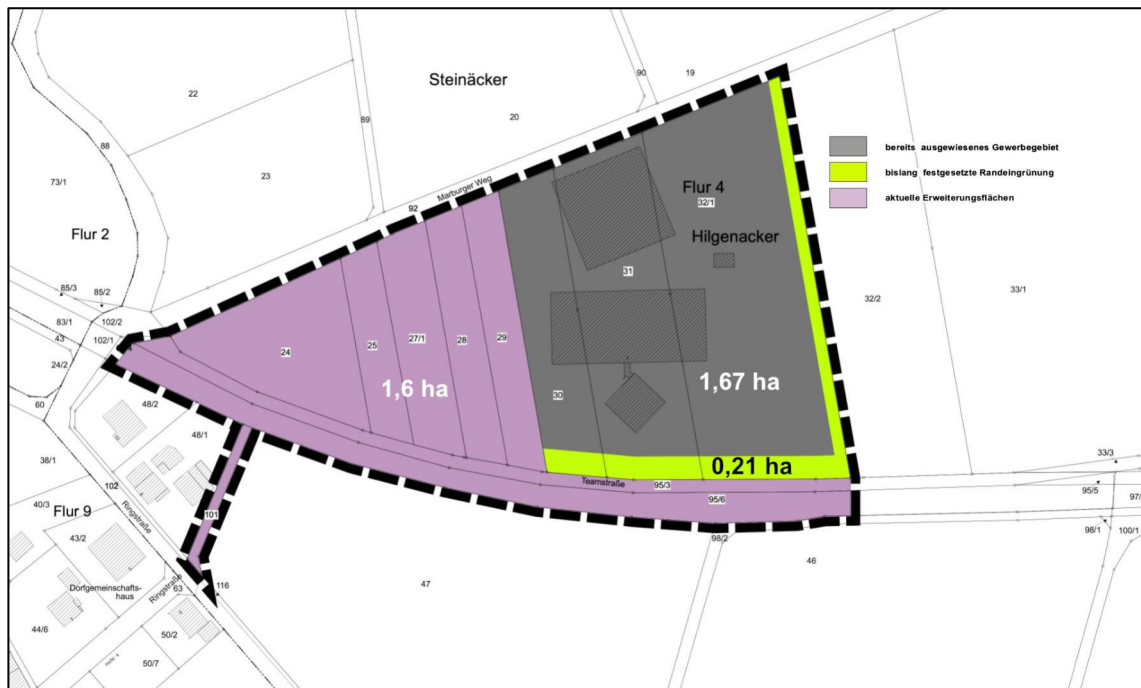 Steinäcker
22
89
20
90
19
88
23
73/1
Flur 2
92
Marburger Weg
Flur 4
32/1
Hilgenacker
31
bereits ausgewiesenes Gewerbegebiet
bislang festgesetzte Randeingrünung
aktuelle Erweiterungsflächen
32/2
33/1
85/3
85/2
83/1
102/2
43
102/1
24/2
60
24
25
27/1
28
29
30
1,6 ha
1,67 ha
0,21 ha
Teamstraße
95/3
95/6
33/3
95/5
97/
98/1
100/1
98/2
46
47
48/2
48/1
38/1
102
Ringstraße
101
40/3
Flur 9
43/2
Dorfgemeinschafts-
haus
Ringstraße
63
116
44/6
50/2
50/7